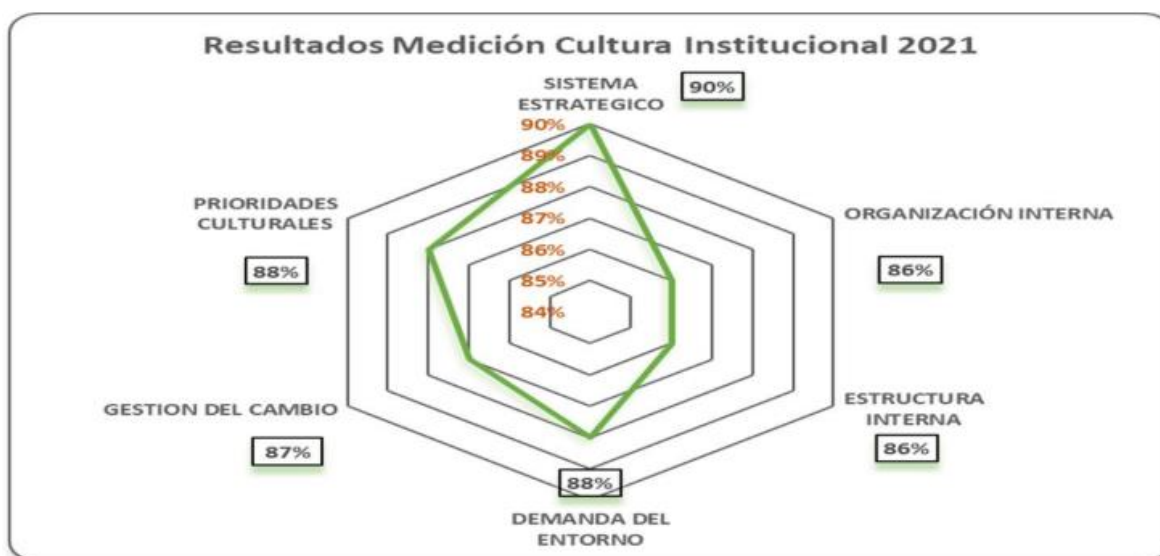 Resultados Medición Cultura Institucional 2021
SISTEMA
ESTRATEGICO
90%
90%
89%
88%
87%
86%
85%
84%
ORGANIZACIÓN INTERNA
86%
ESTRUCTURA
INTERNA
86%
88%
DEMANDA DEL
ENTORNO
GESTION DEL CAMBIO
87%
PRIORIDADES
CULTURALES
88%